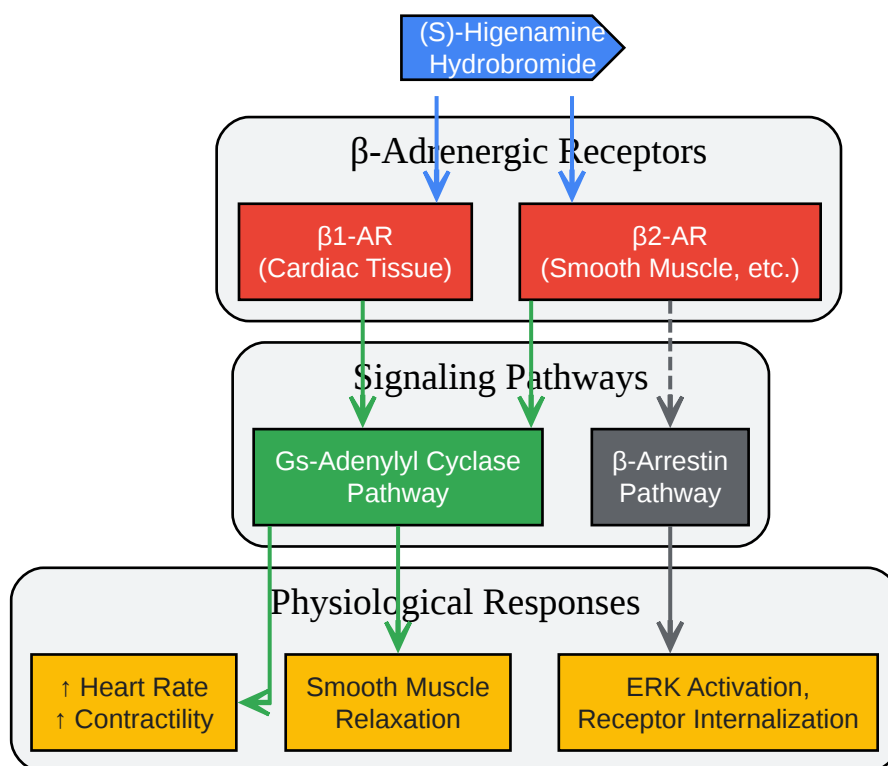 (S)-Higenamine
Hydrobromide
β-Adrenergic Receptors
β1-AR
(Cardiac Tissue)
β2-AR
(Smooth Muscle, etc.)
Signaling Pathways
Gs-Adenylyl Cyclase
Pathway
β-Arrestin
Pathway
Physiological Responses
↑ Heart Rate
↑ Contractility
Smooth Muscle
Relaxation
ERK Activation,
Receptor Internalization